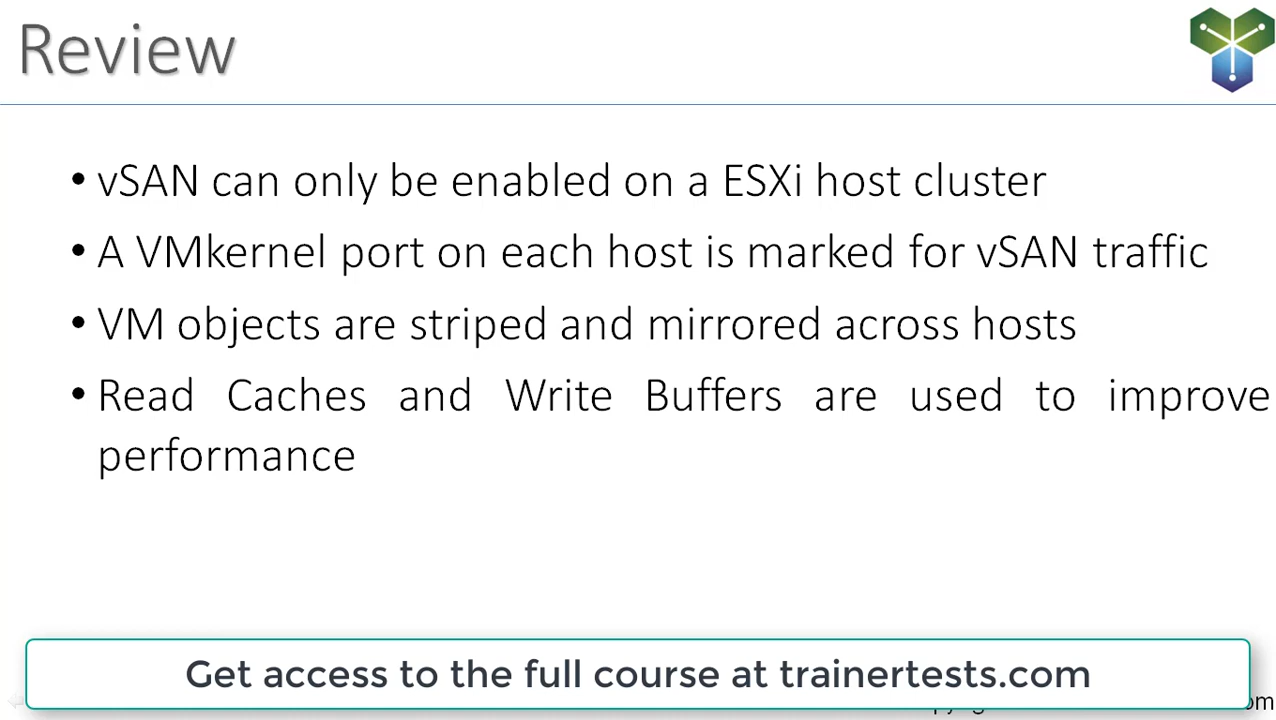 Review
• vSAN can only be enabled on a ESXi host cluster
• A VMkernel port on each host is marked for vSAN traffic
• VM objects are striped and mirrored across hosts
• Read Caches and Write Buffers are used to improve
performance
Get access to the full course at trainertests.com